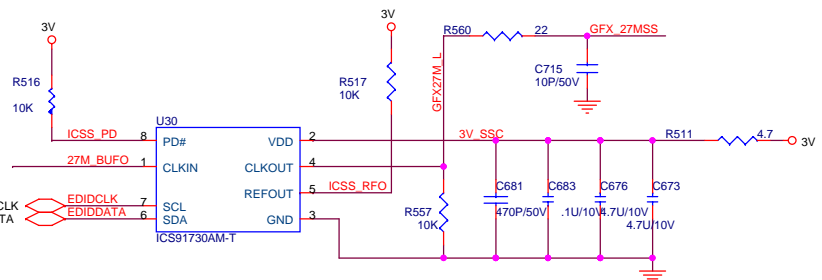 3V
3V
R560
22
GFX_27MSS
R516
10K
R517
10K
C715
10P/50V
GFX27M_L
U30
ICSS_PD
8
PD#
VDD
2
3V_SSC
R511
4.7
3V
27M_BUFO
1
CLKIN
CLKOUT
4
REFOUT
5
ICSS_RFO
CLK
EDIDCLK
7
SCL
TA
EDIDDATA
6
SDA
GND
3
ICS91730AM-T
R557
10K
C681
470P/50V
C683
.1U/10V
C676
4.7U/10V
C673
4.7U/10V